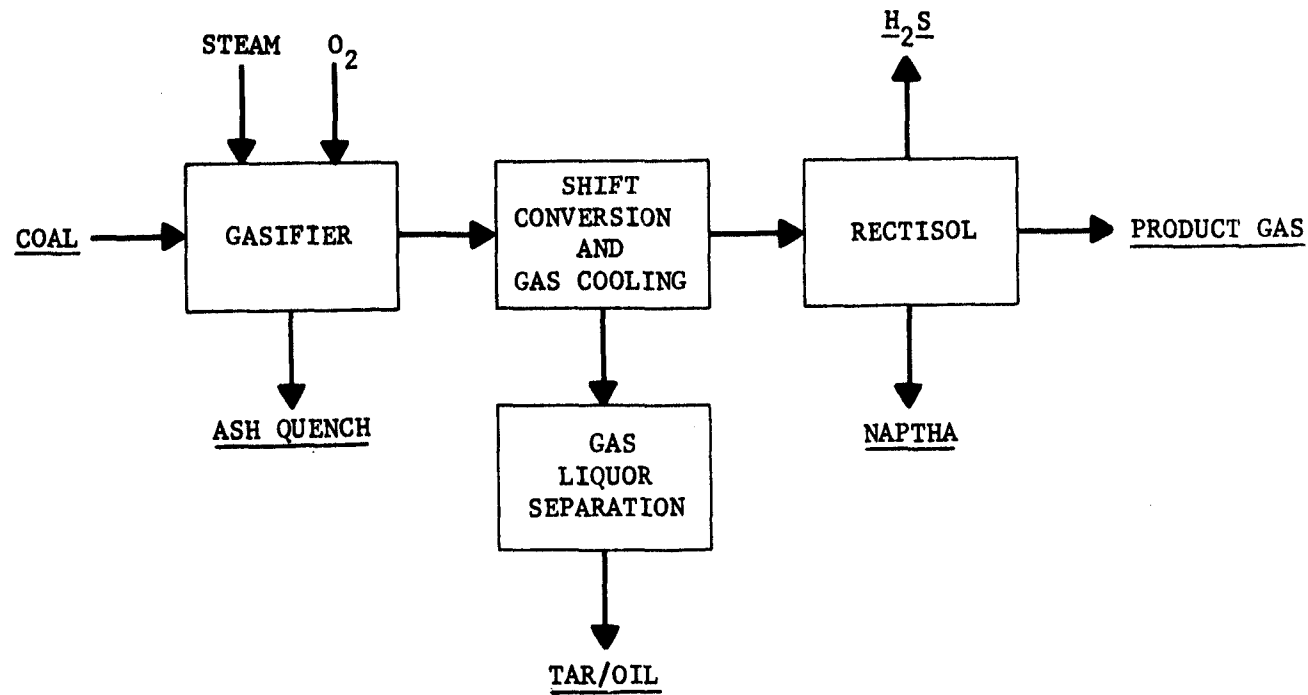 H₂S
STEAM O₂
SHIFT
CONVERSION
AND
GAS COOLING
COAL
GASIFIER
RECTISOL
PRODUCT GAS
ASH QUENCH
GAS
LIQUOR
SEPARATION
NAPTHA
TAR/OIL